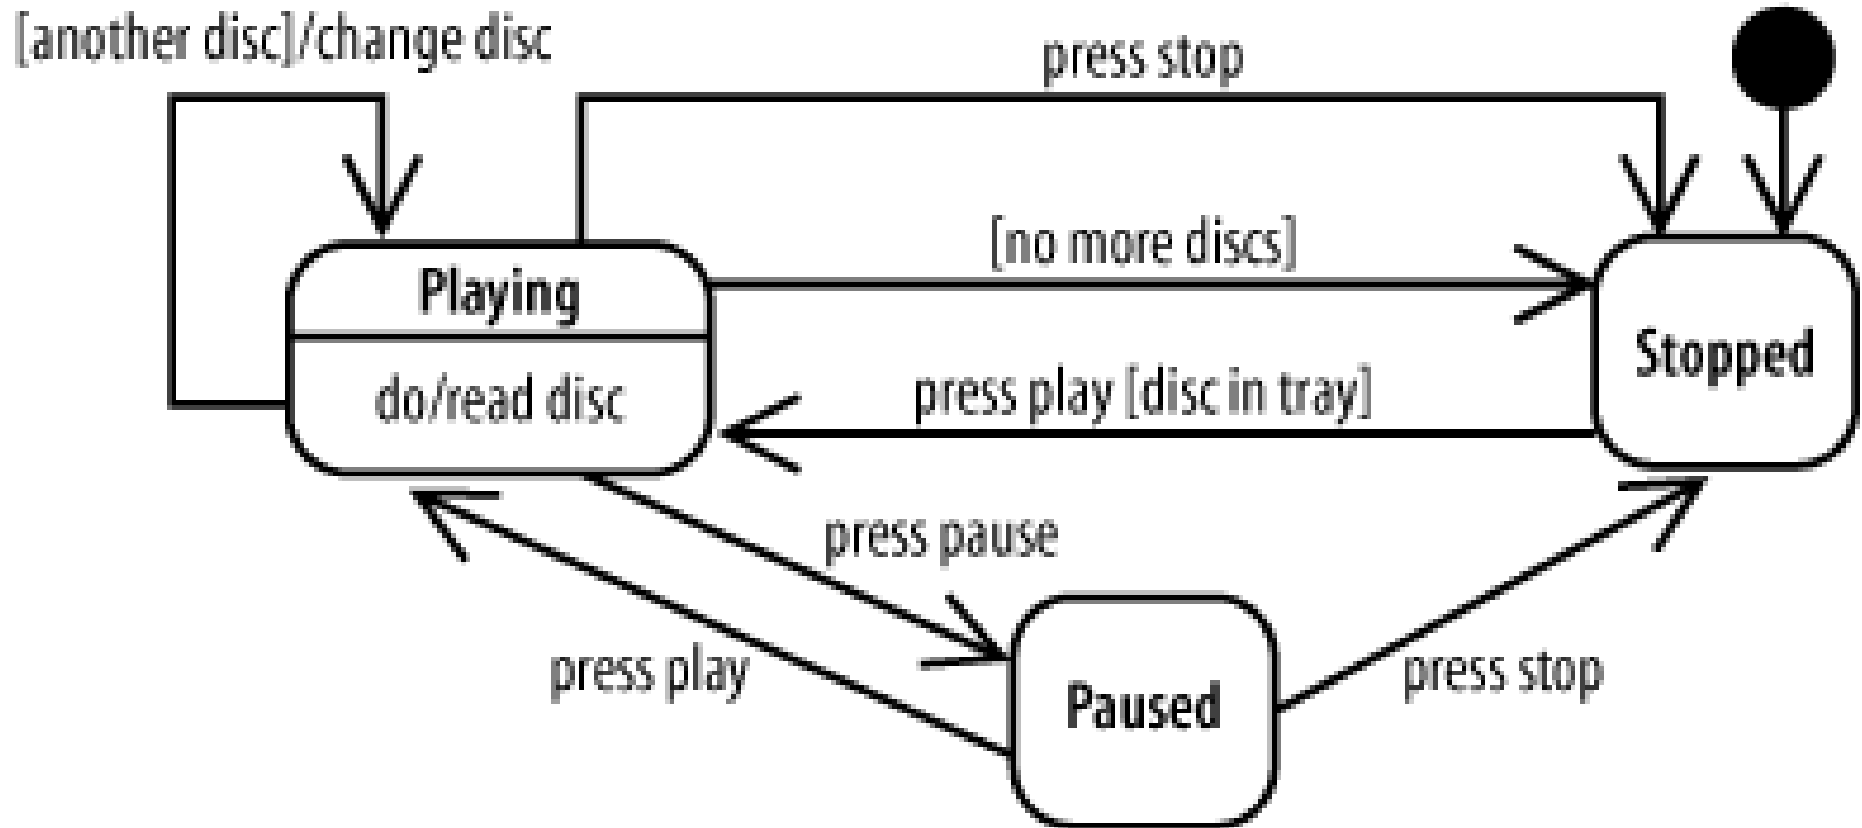 [another disc]/change disc
press stop
[no more discs]
Playing
Stopped
press play [disc in tray]
do/read disc
press pause
press play
press stop
Paused